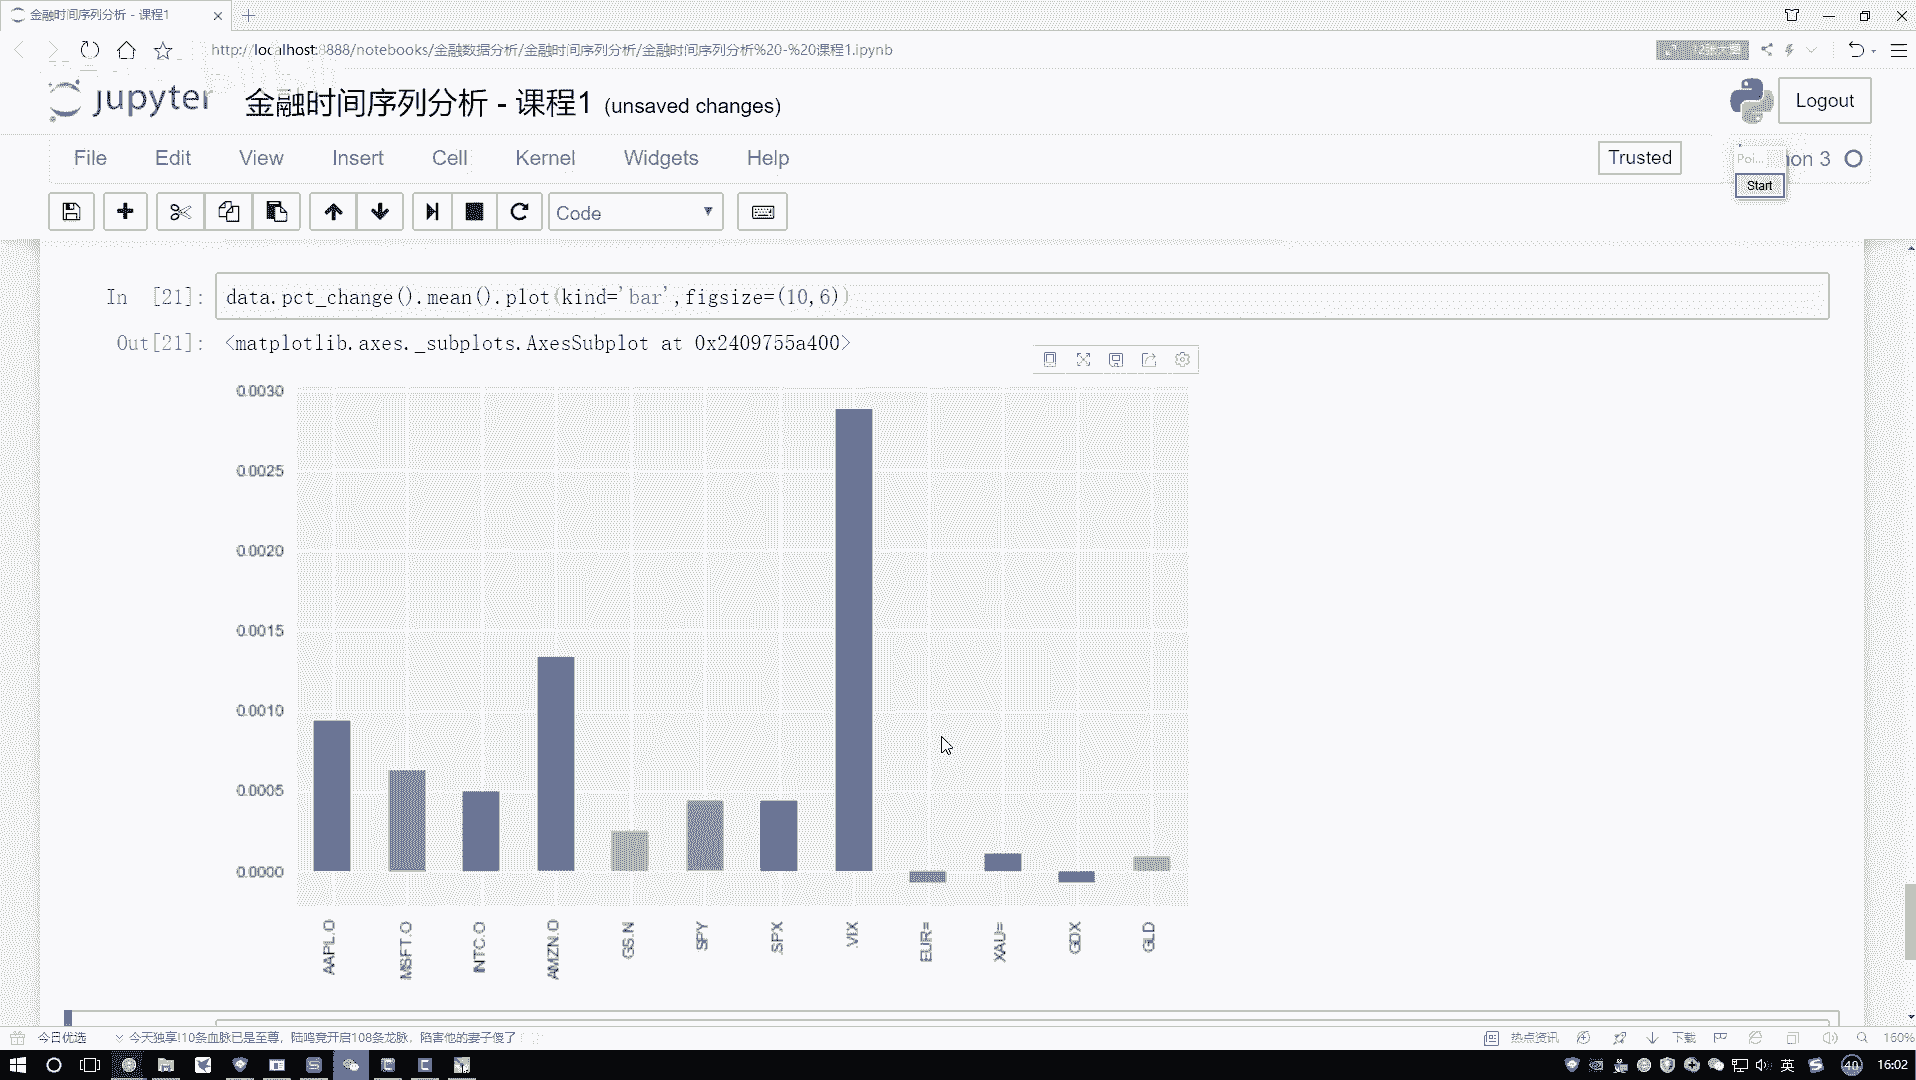 金融时间序列分析 - 课程1
http://localhost:8888/notebooks/金融数据分析/金融时间序列分析/金融时间序列分析%20-%20课程1.ipynb
jupyter 金融时间序列分析 - 课程1 (unsaved changes)
Logout
File Edit View Insert Cell Kernel Widgets Help
Trusted
Poi...
on 3
Start
Code
In [21]: data.pct_change().mean().plot(kind='bar',figsize=(10,6))
Out[21]: <matplotlib.axes._subplots.AxesSubplot at 0x2409755a400>
0.0030
0.0025
0.0020
0.0015
0.0010
0.0005
0.0000
AAPL.O MSFT.O INTC.O AMZN.O GS.N SPY .SPX .VIX EUR= XAU= GDX GLD
今日优选 今天独享!10条血脉已是至尊，陆鸣竟开启108条龙脉，陷害他的妻子傻了
热点资讯 下载 160%
英 40 16:02